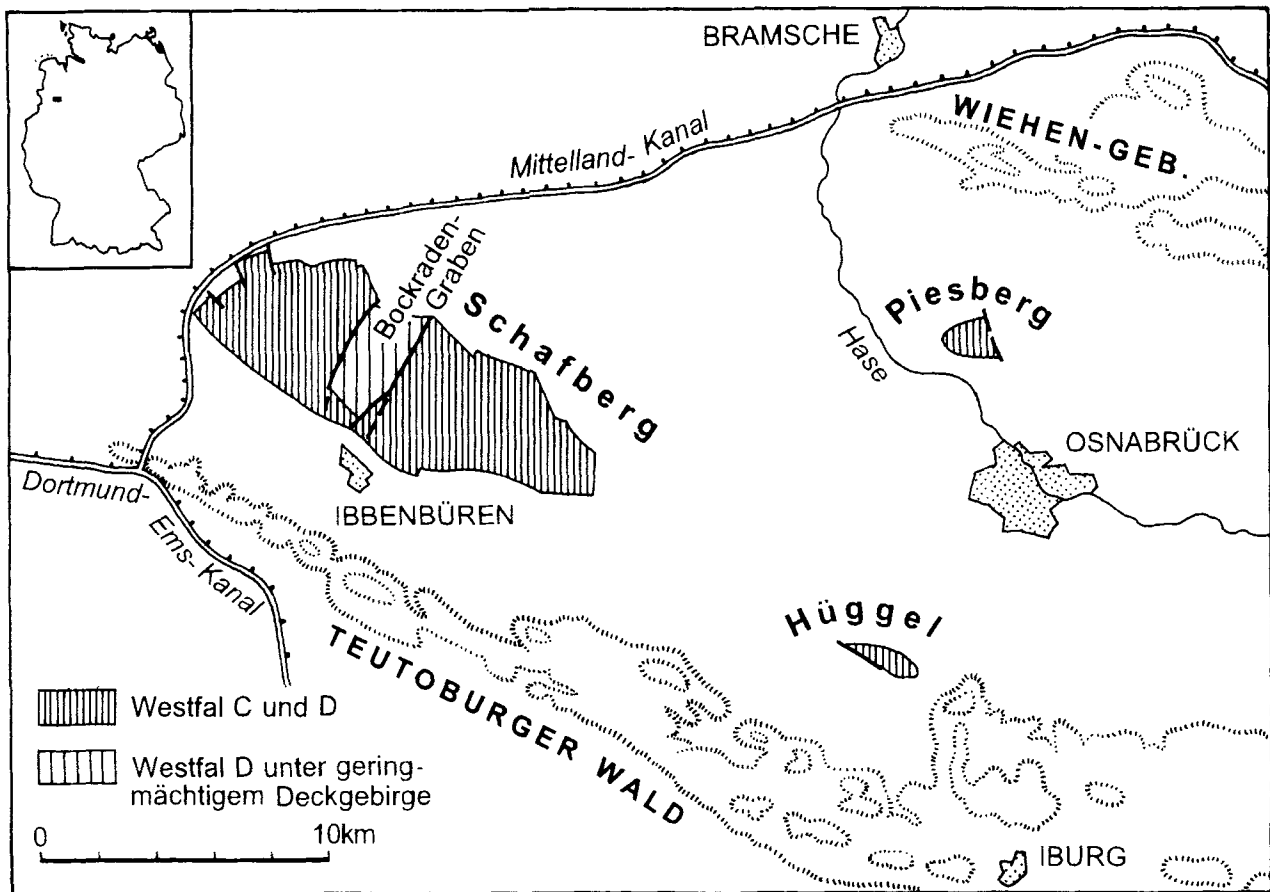 BRAMSCHE
WIEHEN-GEB.
Mittelland-Kanal
Bockraden-
Graben
Schafberg
Piesberg
Hase
OSNABRÜCK
Dortmund-
Ems-Kanal
IBBENBÜREN
Hüggel
TEUTOBURGER WALD
Westfal C und D
Westfal D unter gering-
mächtigem Deckgebirge
0 10km
IBURG